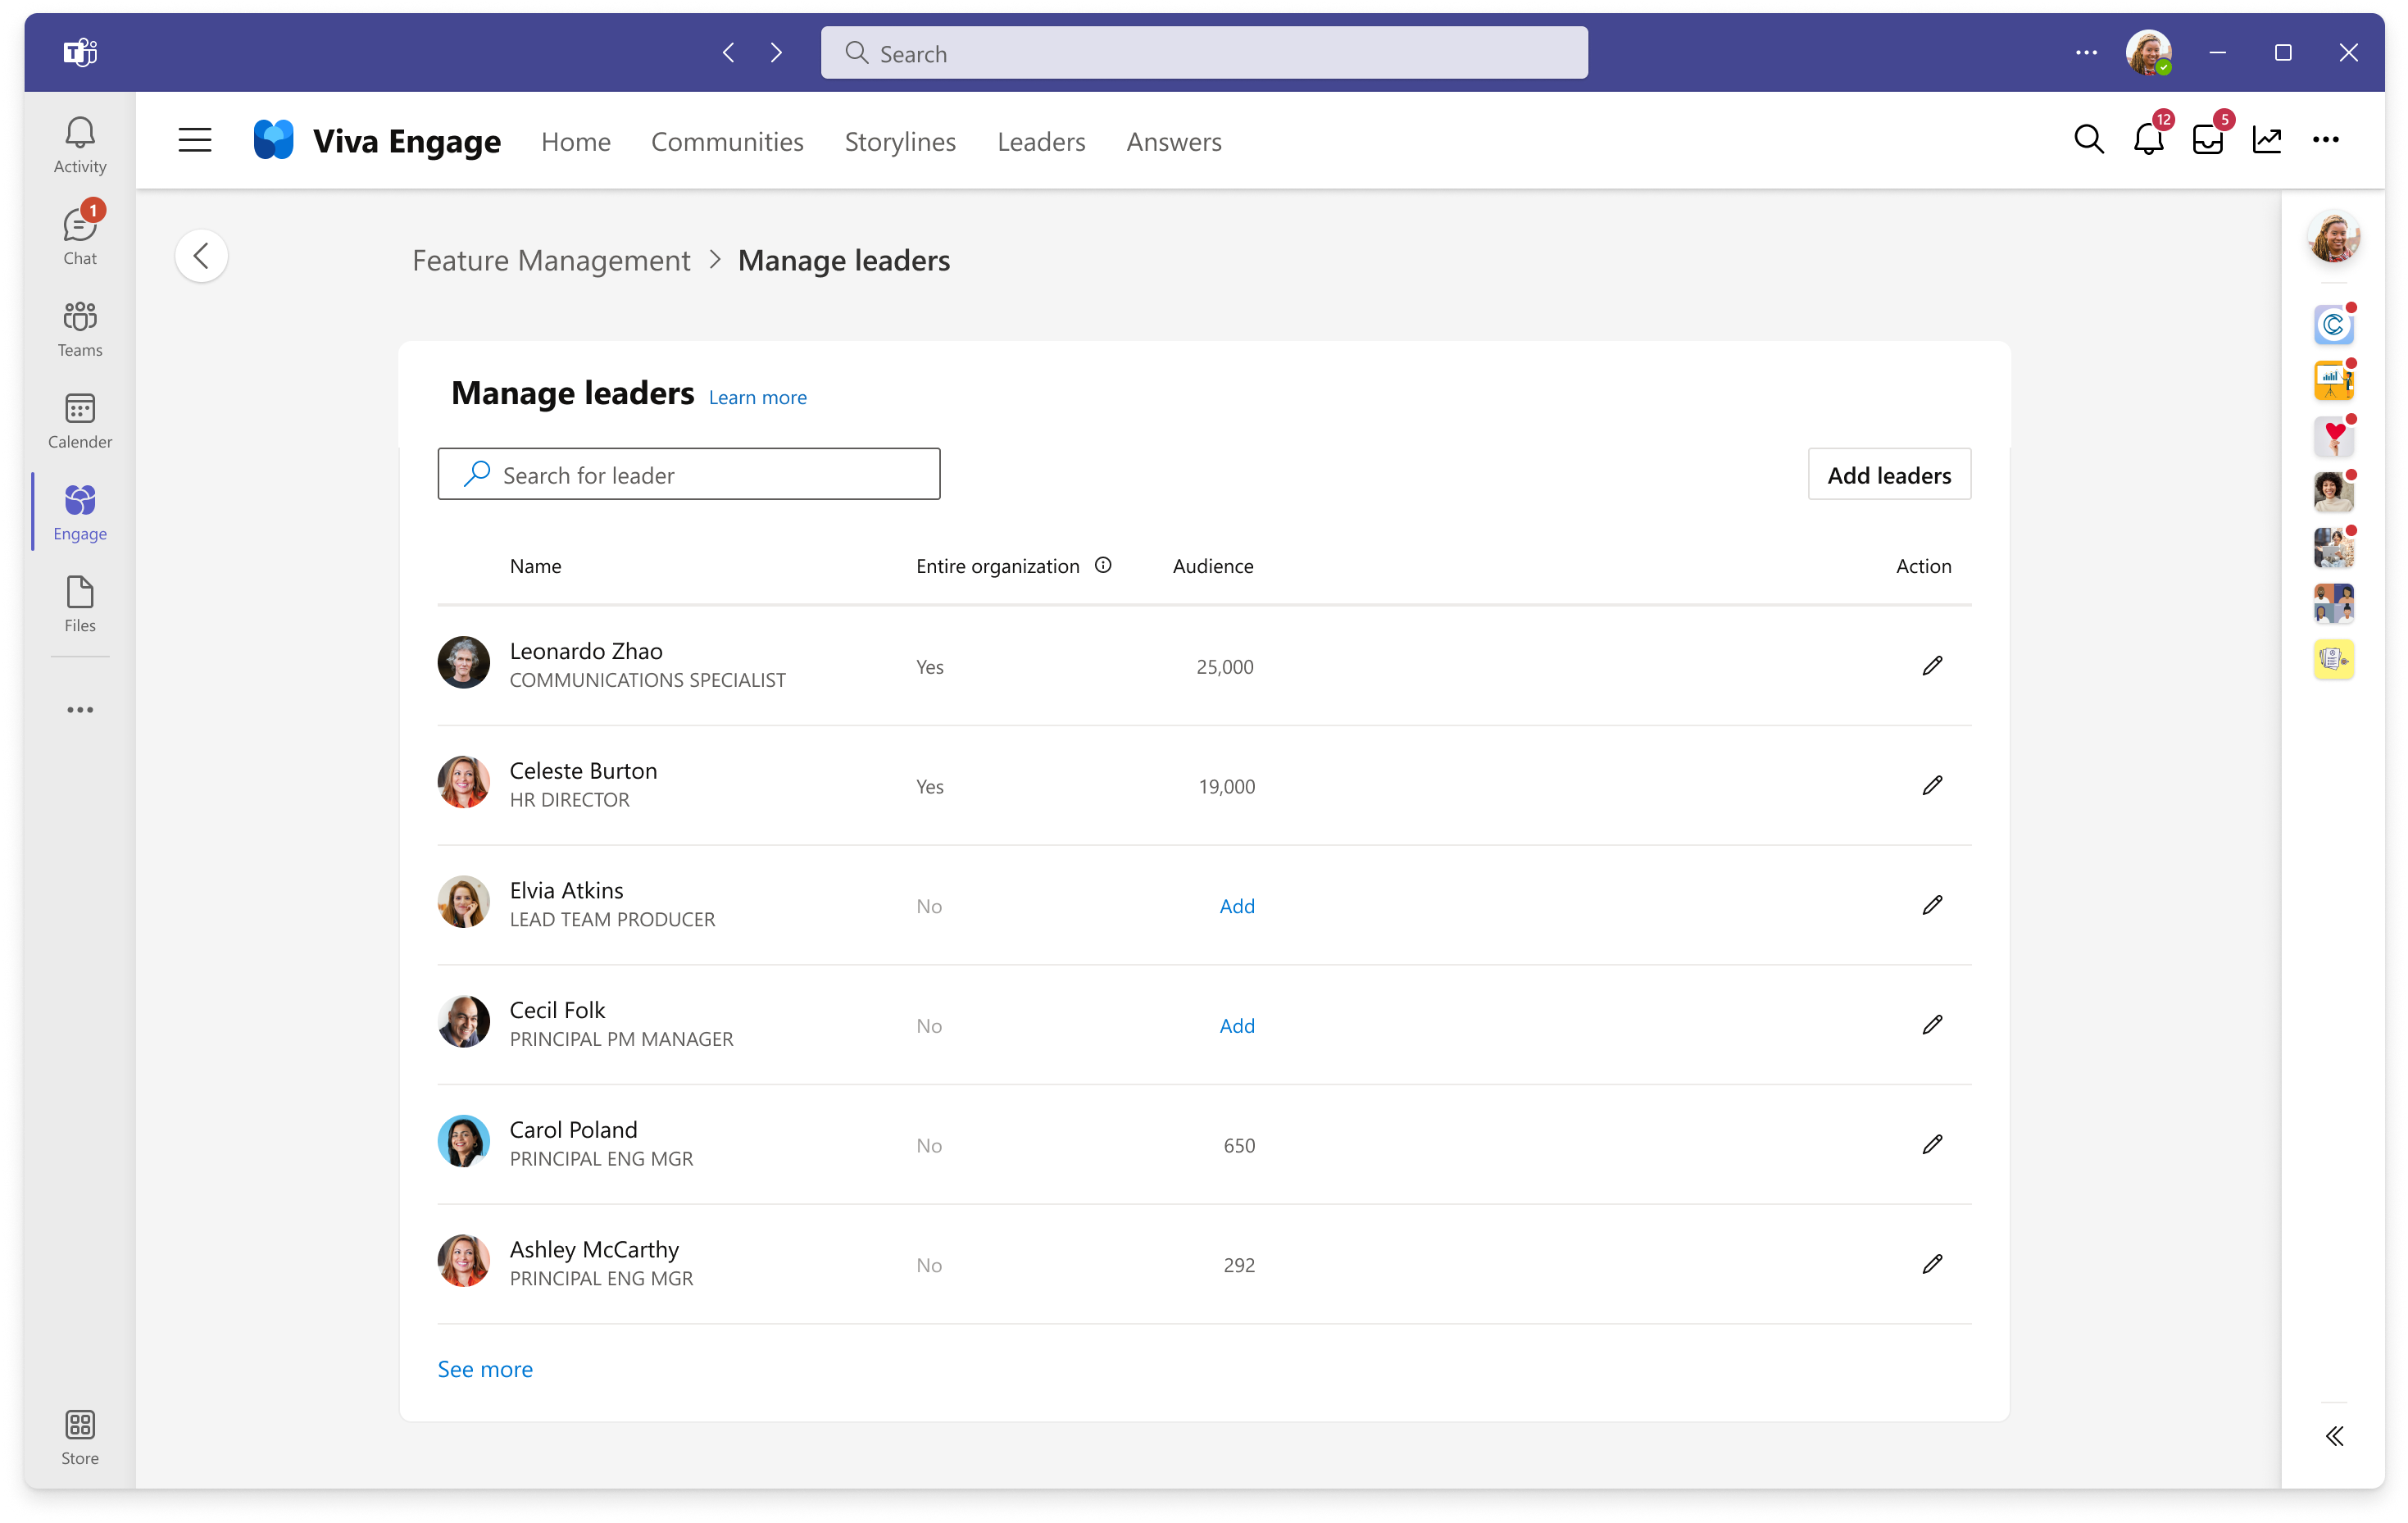 Search
Activity
1
Chat
Teams
Calender
Engage
Files
Store
Viva Engage
Home
Communities
Storylines
Leaders
Answers
12
5
Feature Management > Manage leaders
Manage leaders Learn more
Search for leader
Add leaders
Name Entire organization Audience Action
Leonardo Zhao
COMMUNICATIONS SPECIALIST
Yes 25,000
Celeste Burton
HR DIRECTOR
Yes 19,000
Elvia Atkins
LEAD TEAM PRODUCER
No Add
Cecil Folk
PRINCIPAL PM MANAGER
No Add
Carol Poland
PRINCIPAL ENG MGR
No 650
Ashley McCarthy
PRINCIPAL ENG MGR
No 292
See more